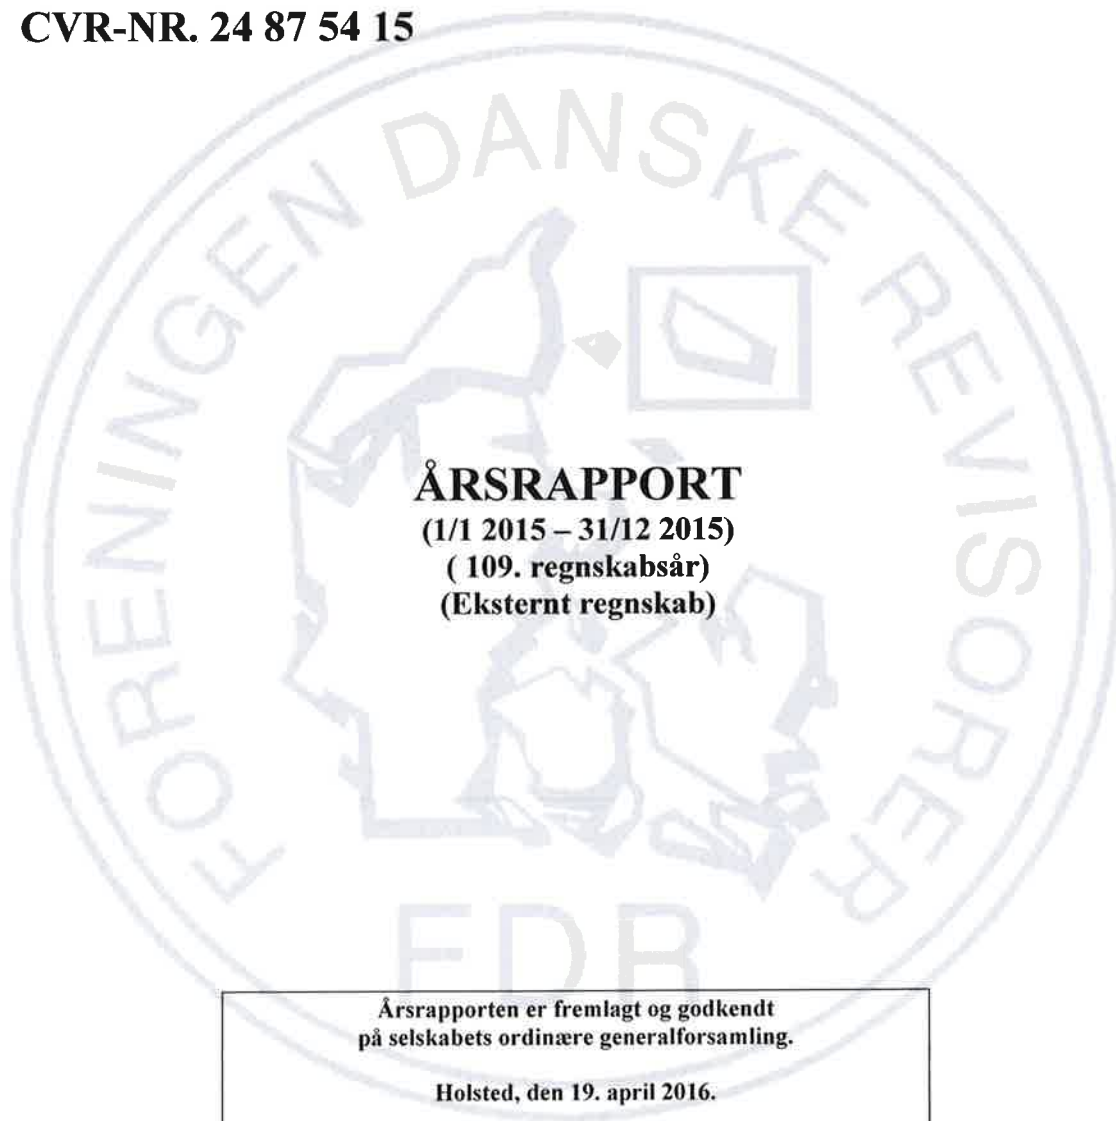 CVR-NR. 24 87 54 15
FORENINGEN DANSKE REVISORER
ÅRSRAPPORT
(1/1 2015 – 31/12 2015)
( 109. regnskabsår)
(Eksternt regnskab)
FDR
Årsrapporten er fremlagt og godkendt
på selskabets ordinære generalforsamling.
Holsted, den 19. april 2016.